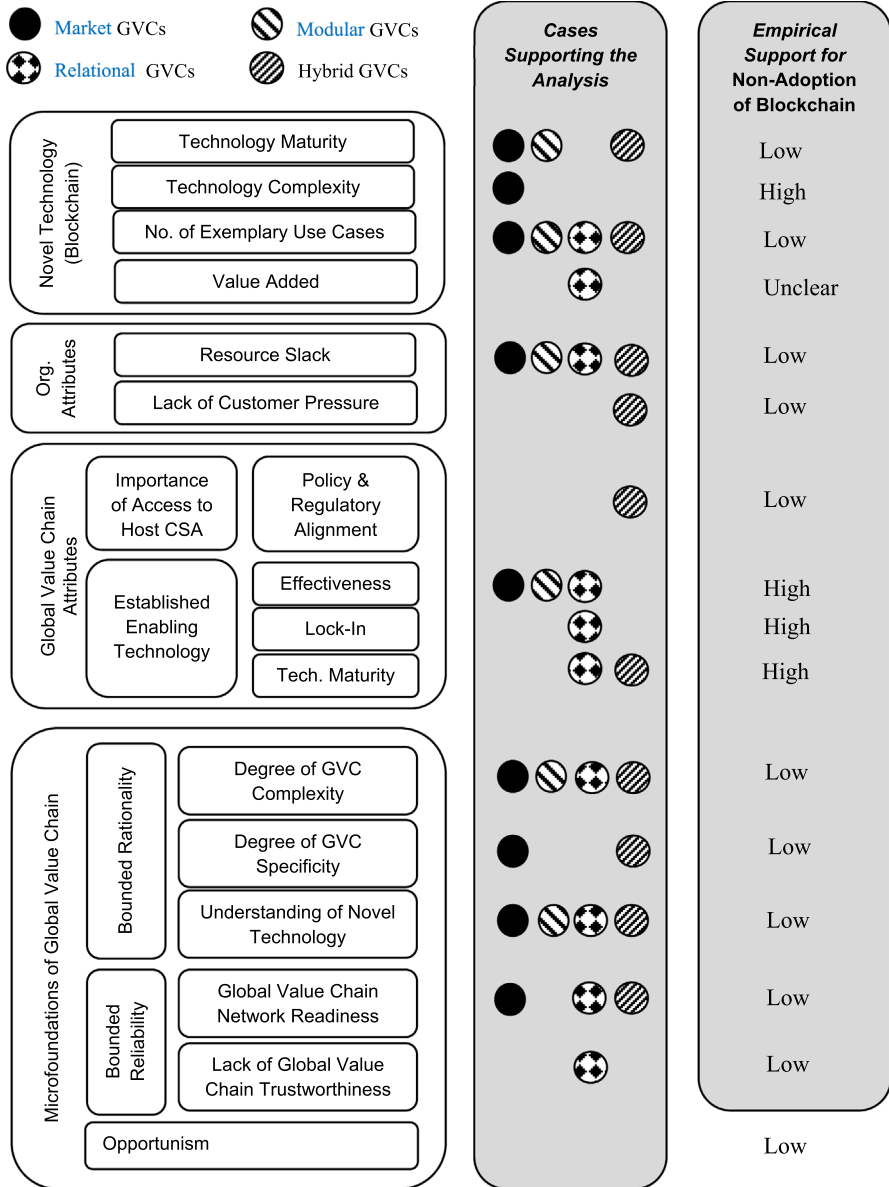 Market GVCs
Modular GVCs
Relational GVCs
Hybrid GVCs
Cases
Supporting the
Analysis
Empirical
Support for
Non-Adoption
of Blockchain
Novel Technology
(Blockchain)
Technology Maturity
Low
Technology Complexity
High
No. of Exemplary Use Cases
Low
Value Added
Unclear
Org.
Attributes
Resource Slack
Low
Lack of Customer Pressure
Low
Global Value Chain
Attributes
Importance
of Access to
Host CSA
Policy &
Regulatory
Alignment
Low
Established
Enabling
Technology
Effectiveness
High
Lock-In
High
Tech. Maturity
High
Microfoundations of Global Value Chain
Bounded Rationality
Degree of GVC
Complexity
Low
Degree of GVC
Specificity
Low
Understanding of Novel
Technology
Low
Bounded
Reliability
Global Value Chain
Network Readiness
Low
Lack of Global Value
Chain Trustworthiness
Low
Opportunism
Low